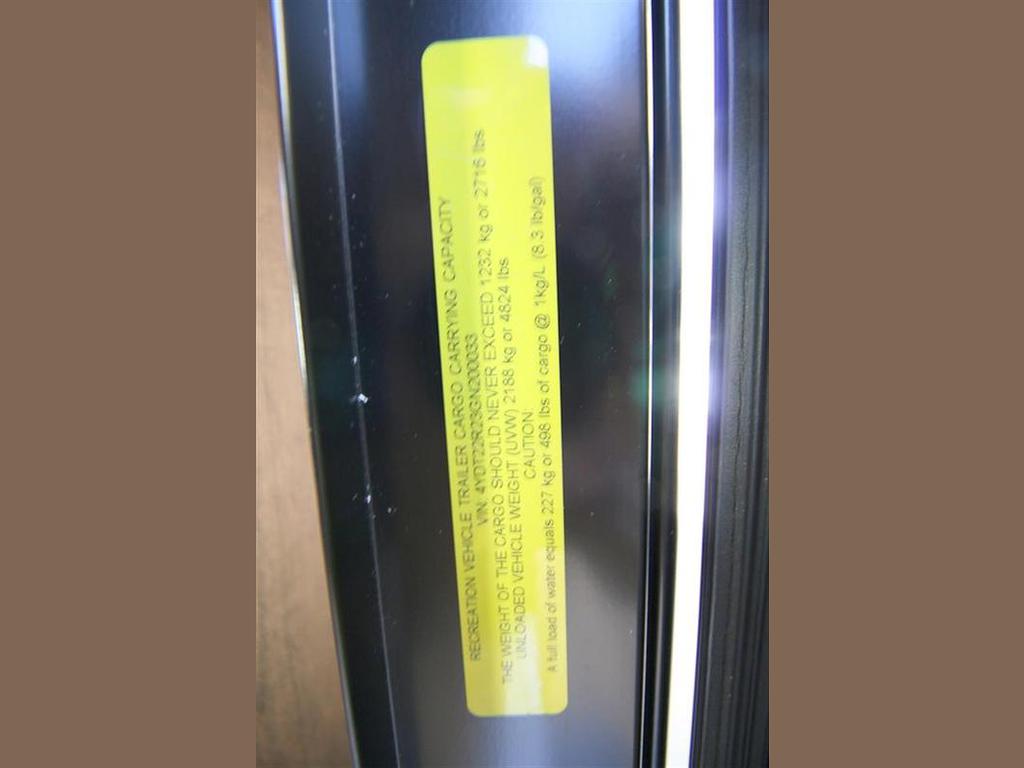 RECREATION VEHICLE TRAILER CARGO CARRYING CAPACITY
VIN: 4YDT22R23GN200033
THE WEIGHT OF THE CARGO SHOULD NEVER EXCEED 1232 kg or 2716 lbs
UNLOADED VEHICLE WEIGHT (UVW) 2188 kg or 4824 lbs
CAUTION:
A full load of water equals 227 kg or 498 lbs of cargo @ 1kg/L (8.3 lb/gal)